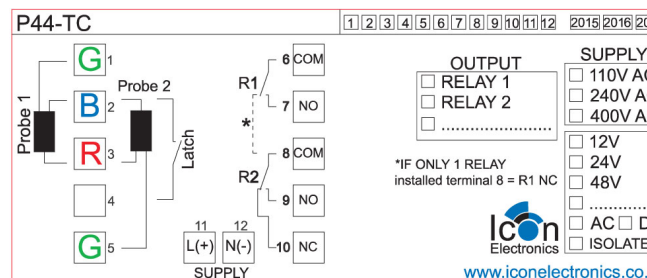 P44-TC
1 2 3 4 5 6 7 8 9 10 11 12 2015 2016
G 1
B 2
R 3
4
G 5
Probe 1
Probe 2
Latch
R1
*
R2
6 COM
7 NO
8 COM
9 NO
10 NC
11 12
L(+) N(-)
SUPPLY
OUTPUT
RELAY 1
RELAY 2
........................
*IF ONLY 1 RELAY
installed terminal 8 = R1 NC
Icon
Electronics
SUPPLY
110V
240V
400V
12V
24V
48V
AC
www.iconelectronics.co.